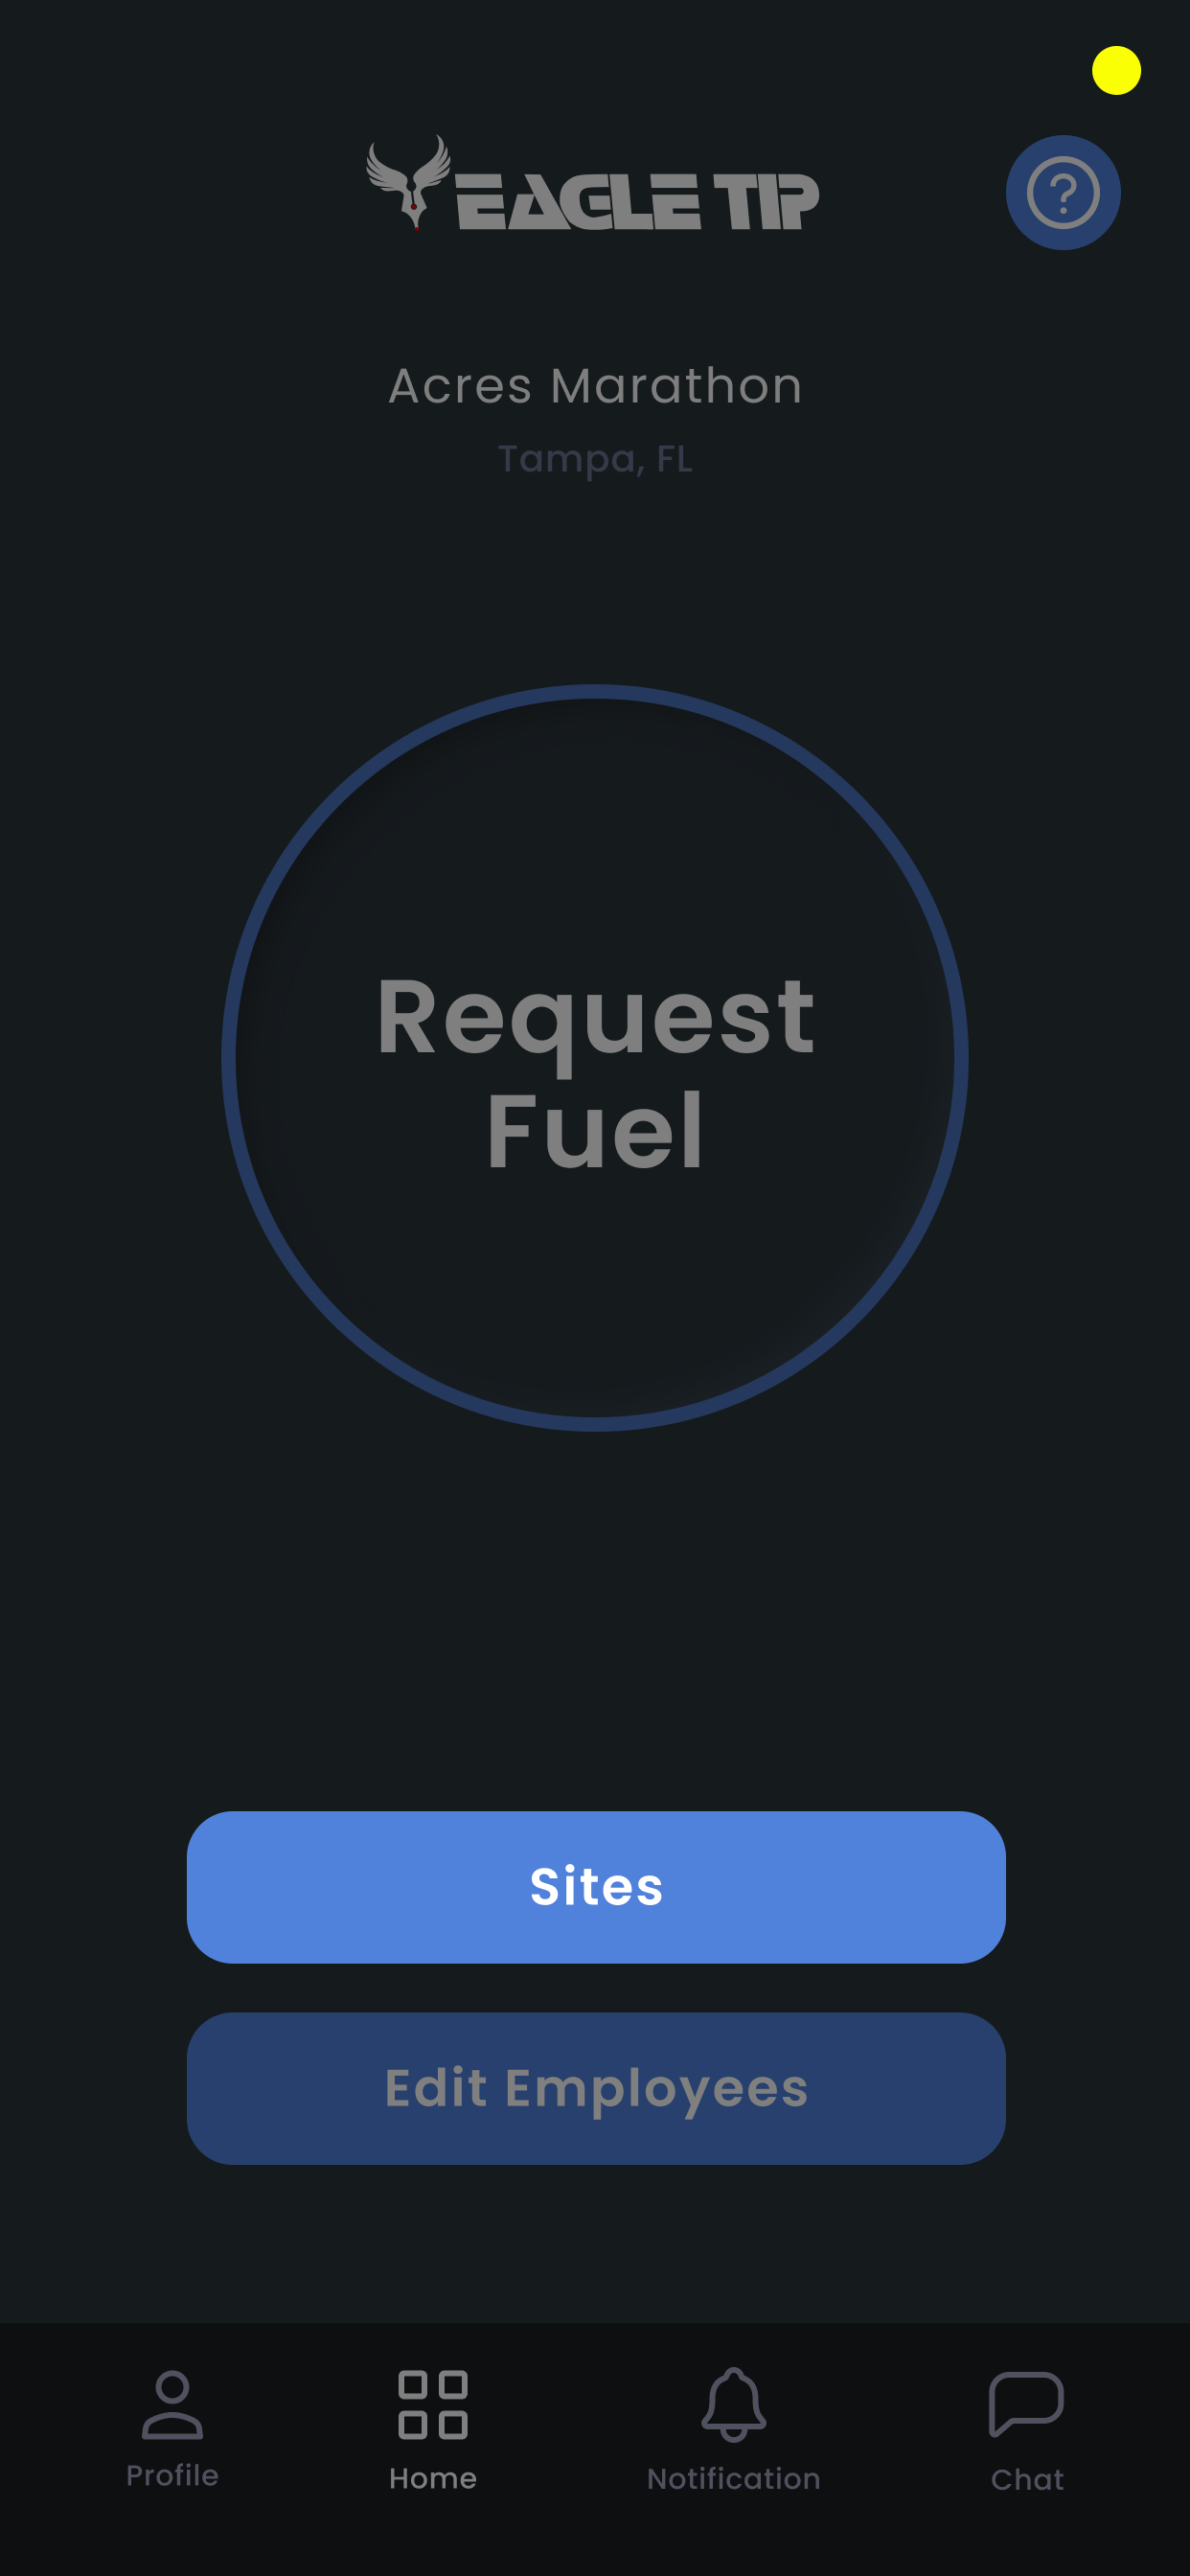 EAGLE TIP
Acres Marathon
Tampa, FL
Request
Fuel
Sites
Edit Employees
Profile
Home
Notification
Chat